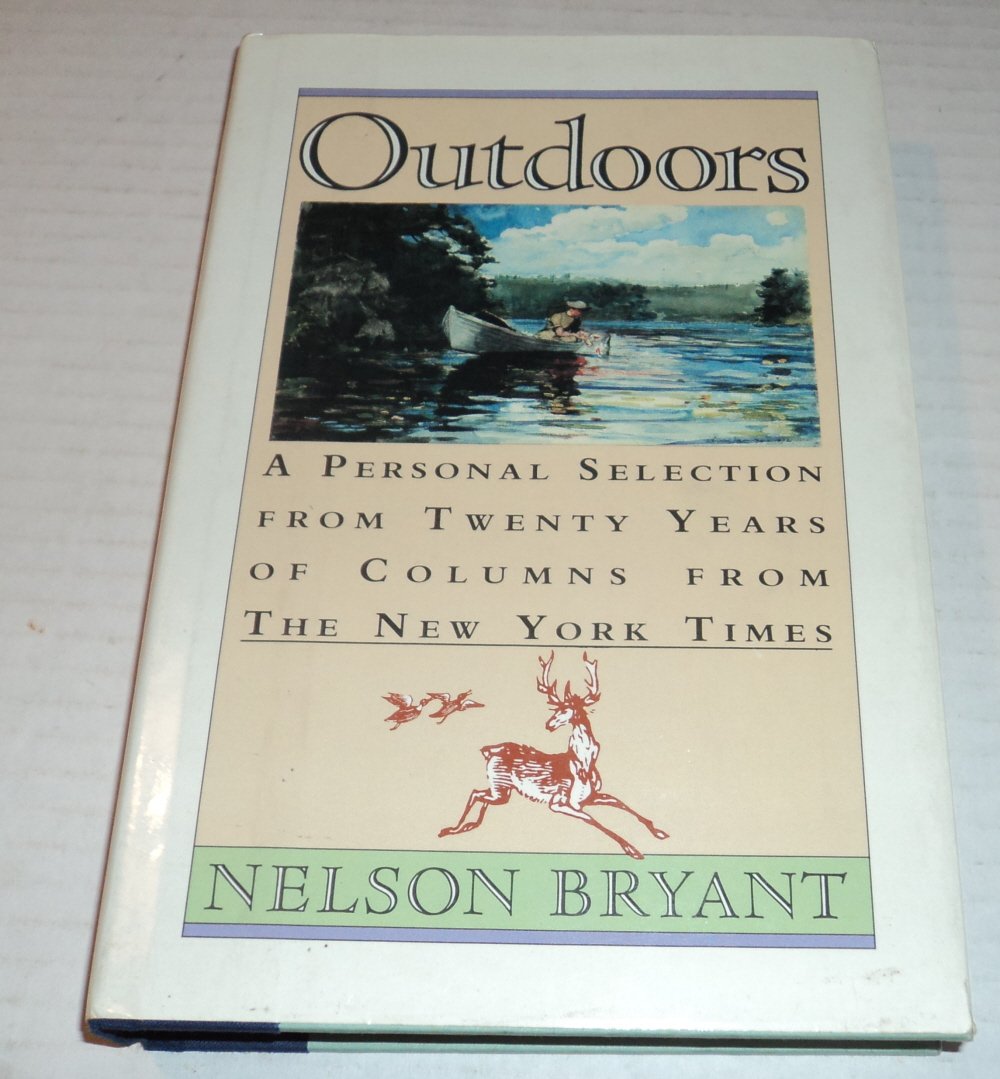 Outdoors
A PERSONAL SELECTION
FROM TWENTY YEARS
OF COLUMNS FROM
THE NEW YORK TIMES
NELSON BRYANT